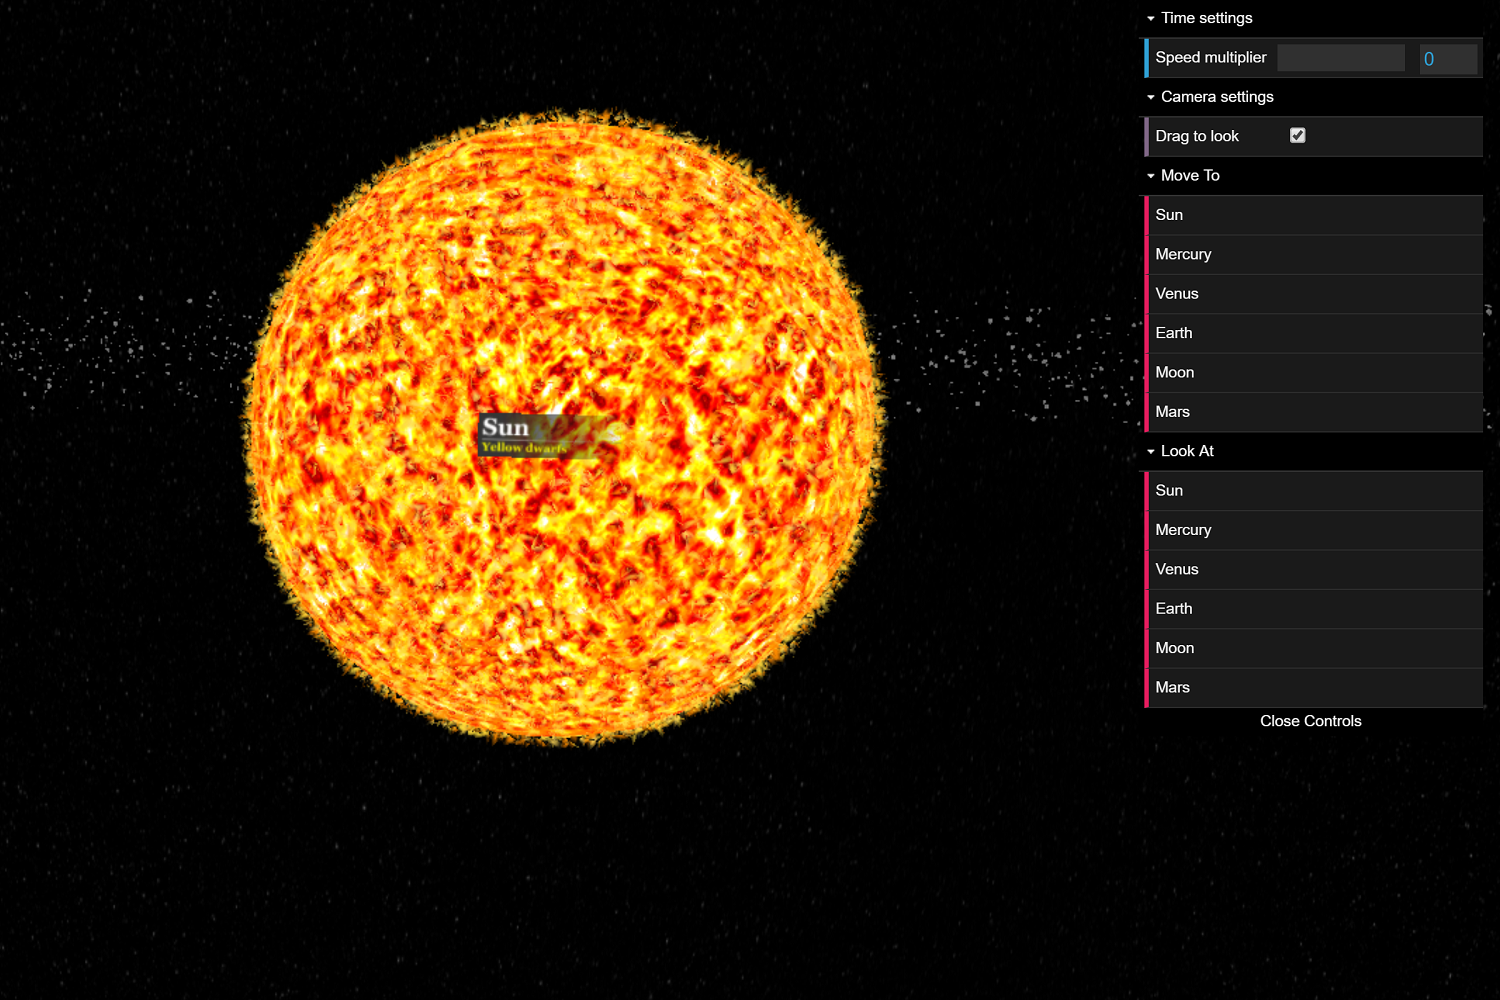 Time settings
Speed multiplier 0
Camera settings
Drag to look
Move To
Sun
Mercury
Venus
Earth
Moon
Mars
Look At
Sun
Mercury
Venus
Earth
Moon
Mars
Close Controls
Sun
Yellow dwarfs